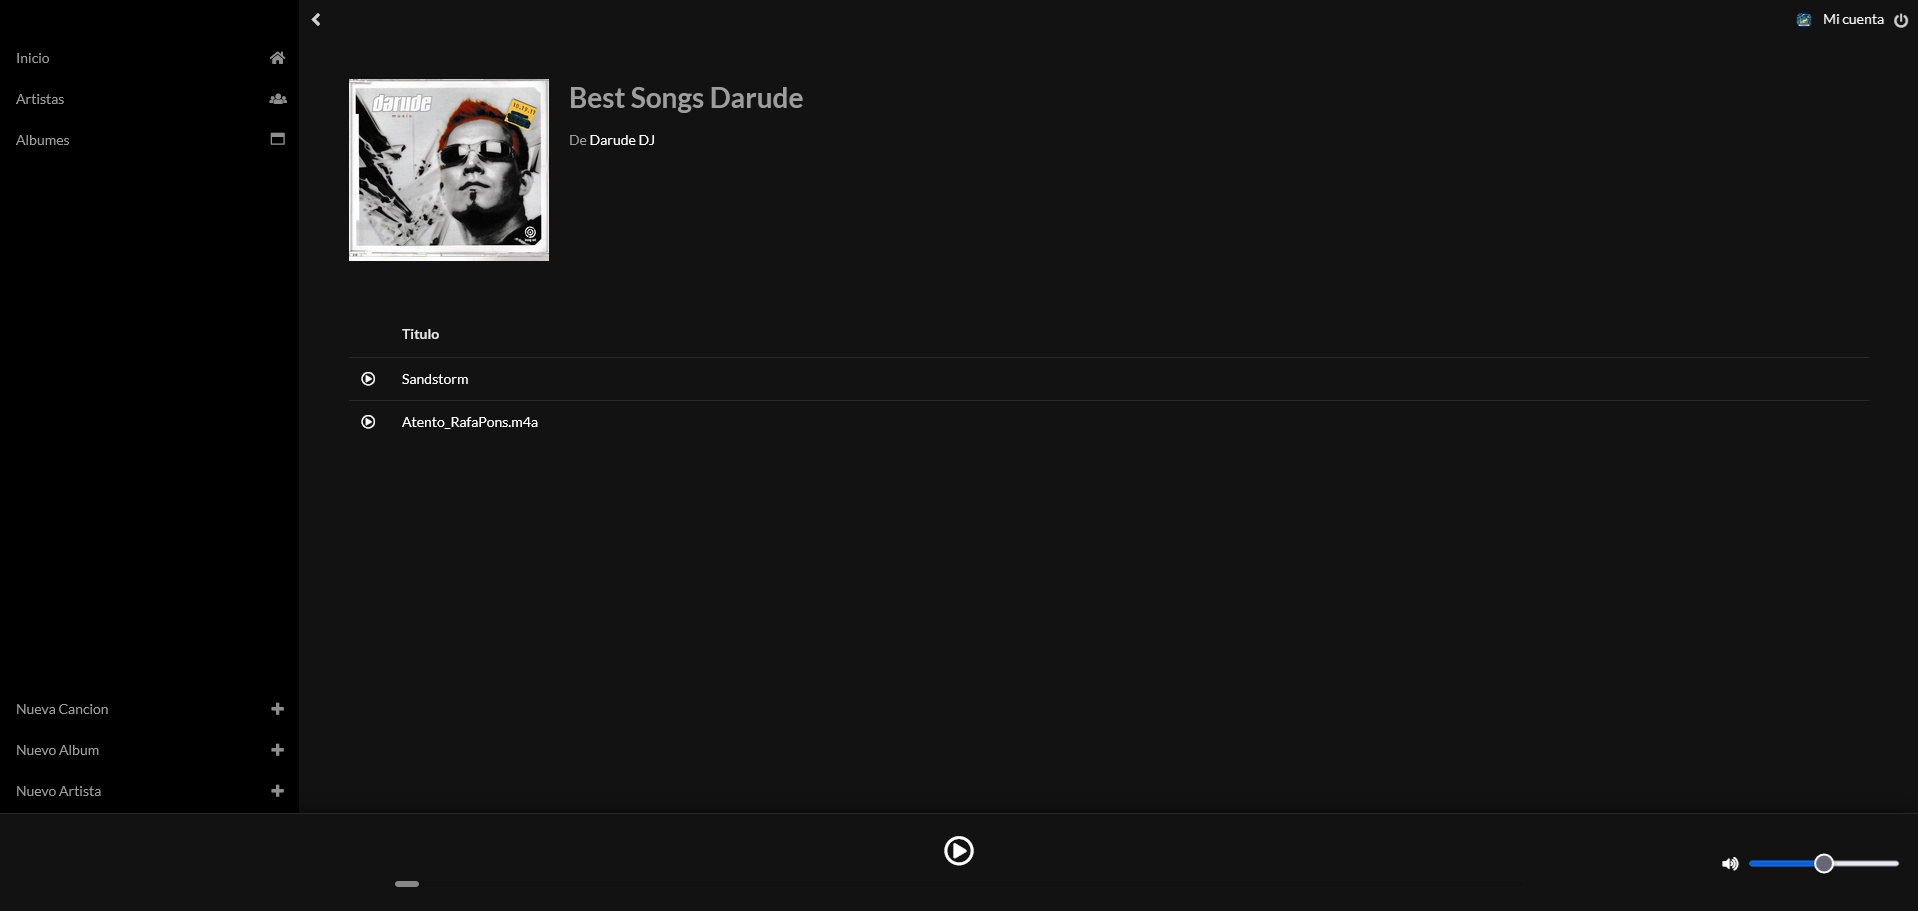 Mi cuenta
Inicio
Artistas
Albumes
darude
music
Best Songs Darude
De Darude DJ
Titulo
Sandstorm
Atento_RafaPons.m4a
Nueva Cancion
Nuevo Album
Nuevo Artista